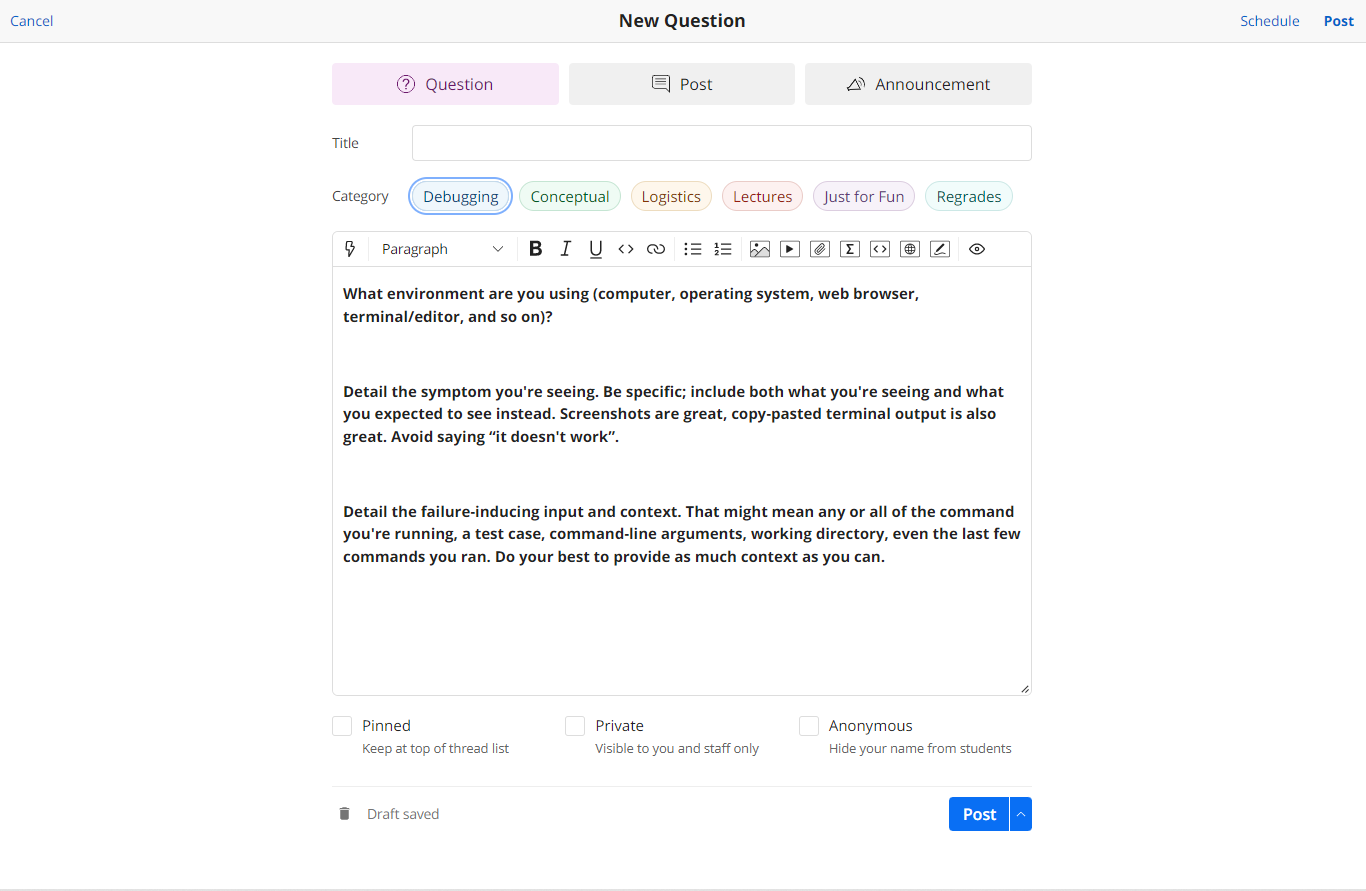 Cancel New Question Schedule Post
Question Post Announcement
Title
Category Debugging Conceptual Logistics Lectures Just for Fun Regrades
Paragraph B I U
What environment are you using (computer, operating system, web browser,
terminal/editor, and so on)?
Detail the symptom you're seeing. Be specific; include both what you're seeing and what
you expected to see instead. Screenshots are great, copy-pasted terminal output is also
great. Avoid saying “it doesn't work”.
Detail the failure-inducing input and context. That might mean any or all of the command
you're running, a test case, command-line arguments, working directory, even the last few
commands you ran. Do your best to provide as much context as you can.
Pinned Private Anonymous
Keep at top of thread list Visible to you and staff only Hide your name from students
Draft saved Post